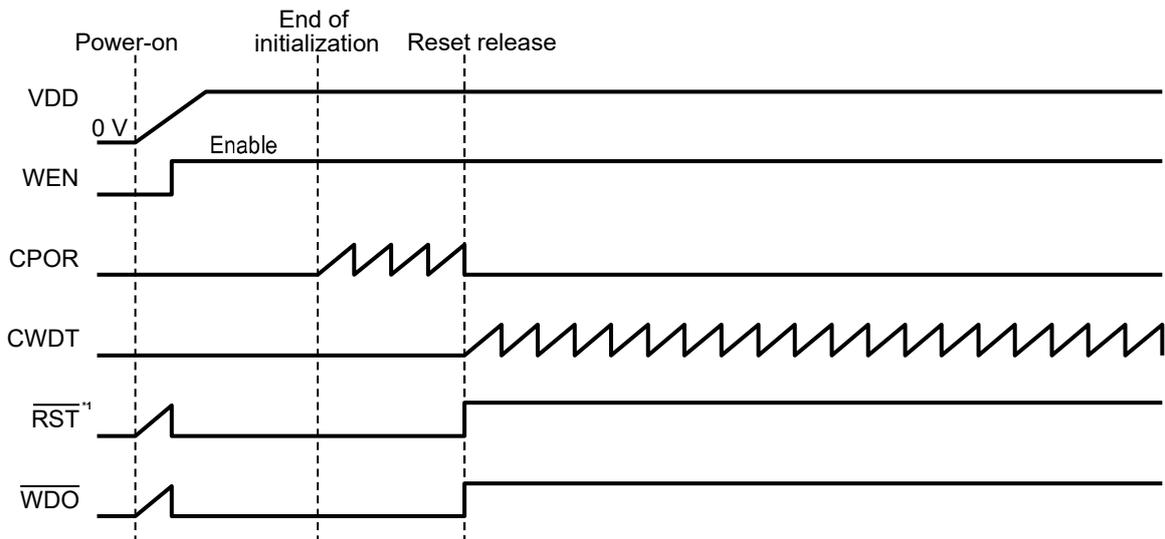 End of
Power-on initialization Reset release
VDD
0 V
Enable
WEN
CPOR
CWDT
RST *1
WDO